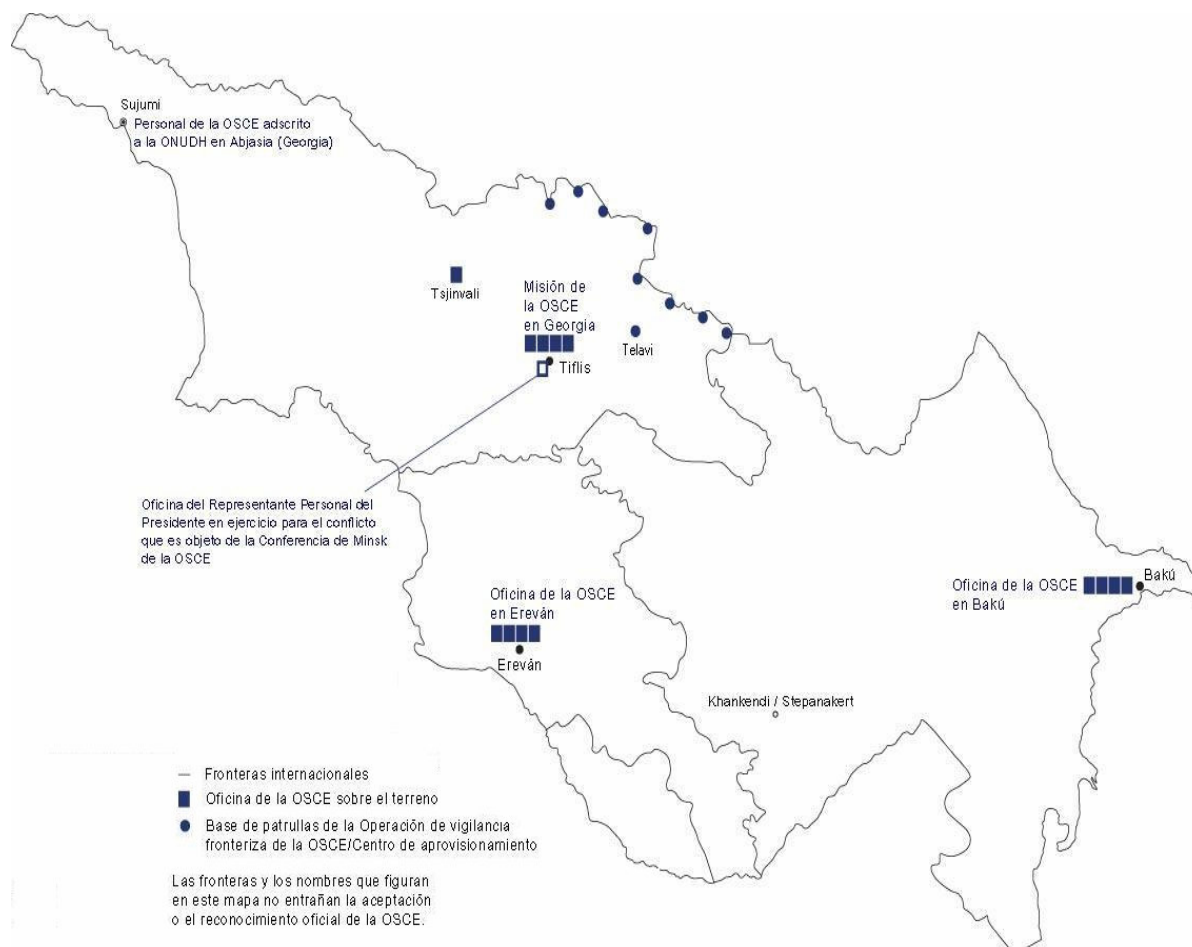 Sujumi
Personal de la OSCE adscrito
a la ONUDH en Abjasia (Georgia)
Tsjinvali
Misión de
la OSCE
en Georgia
Tiflis
Telavi
Oficina del Representante Personal del
Presidente en ejercicio para el conflicto
que es objeto de la Conferencia de Minsk
de la OSCE
Oficina de la OSCE
en Ereván
Ereván
Oficina de la OSCE
en Bakú
Bakú
Khankendi / Stepanakert
Fronteras internacionales
Oficina de la OSCE sobre el terreno
Base de patrullas de la Operación de vigilancia
fronteriza de la OSCE/Centro de aprovisionamiento
Las fronteras y los nombres que figuran
en este mapa no entrañan la aceptación
o el reconocimiento oficial de la OSCE.